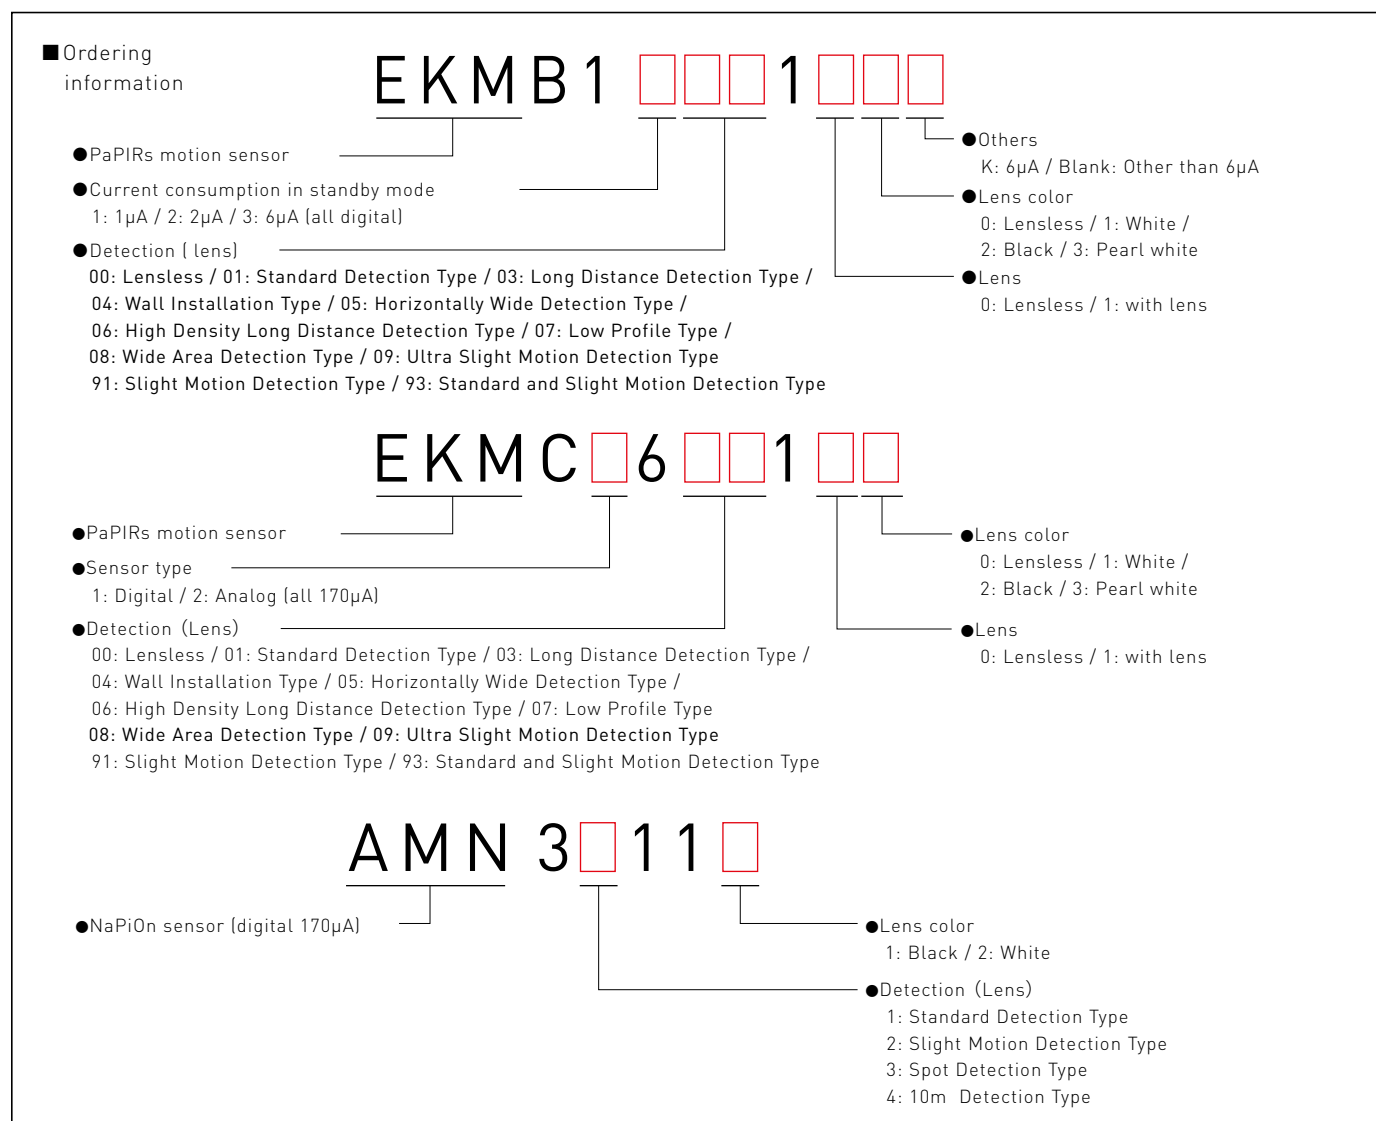 ■Ordering
information
EKMB1□□□1□□□
●PaPIRs motion sensor
●Current consumption in standby mode
1: 1µA / 2: 2µA / 3: 6µA (all digital)
●Detection ( lens)
00: Lensless / 01: Standard Detection Type / 03: Long Distance Detection Type /
04: Wall Installation Type / 05: Horizontally Wide Detection Type /
06: High Density Long Distance Detection Type / 07: Low Profile Type /
08: Wide Area Detection Type / 09: Ultra Slight Motion Detection Type
91: Slight Motion Detection Type / 93: Standard and Slight Motion Detection Type
●Others
K: 6µA / Blank: Other than 6µA
●Lens color
0: Lensless / 1: White /
2: Black / 3: Pearl white
●Lens
0: Lensless / 1: with lens
EKMC□6□□1□□
●PaPIRs motion sensor
●Sensor type
1: Digital / 2: Analog (all 170µA)
●Detection (Lens)
00: Lensless / 01: Standard Detection Type / 03: Long Distance Detection Type /
04: Wall Installation Type / 05: Horizontally Wide Detection Type /
06: High Density Long Distance Detection Type / 07: Low Profile Type
08: Wide Area Detection Type / 09: Ultra Slight Motion Detection Type
91: Slight Motion Detection Type / 93: Standard and Slight Motion Detection Type
●Lens color
0: Lensless / 1: White /
2: Black / 3: Pearl white
●Lens
0: Lensless / 1: with lens
AMN3□11□
●NaPiOn sensor (digital 170µA)
●Lens color
1: Black / 2: White
●Detection (Lens)
1: Standard Detection Type
2: Slight Motion Detection Type
3: Spot Detection Type
4: 10m Detection Type